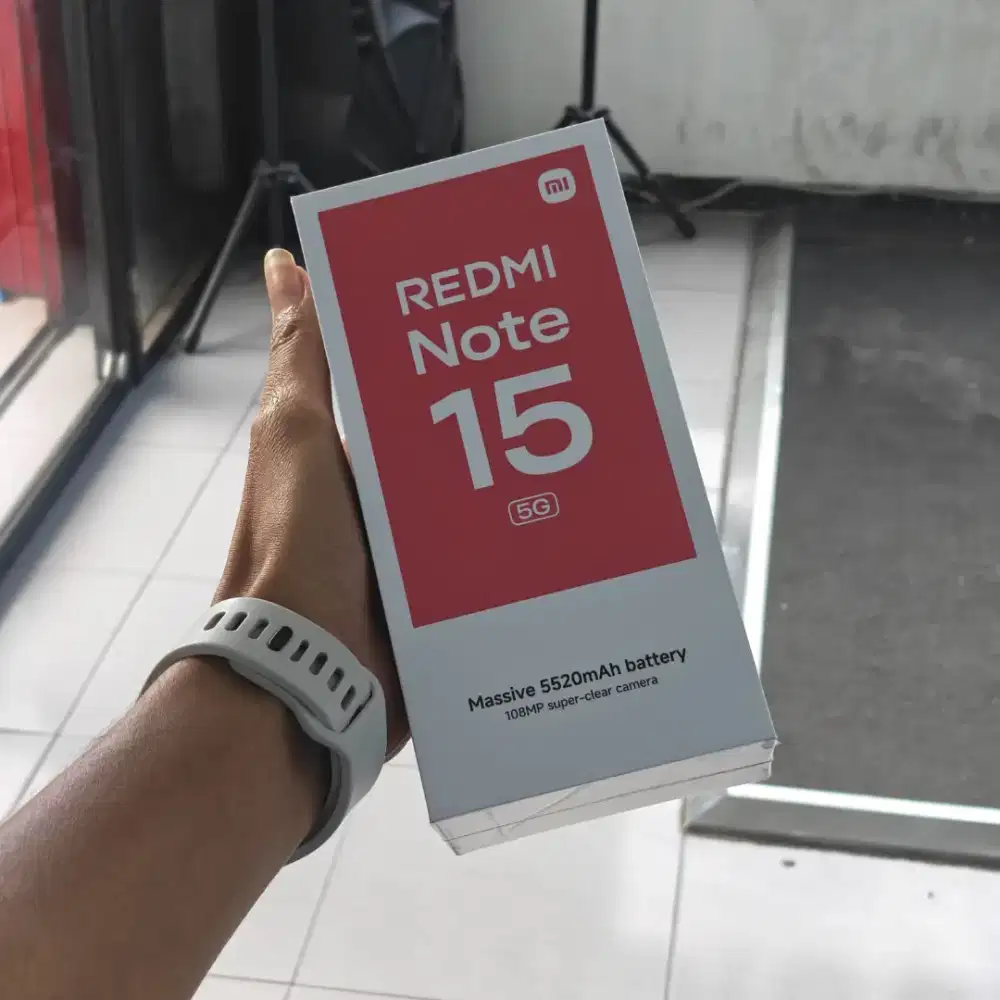 mi
REDMI
Note
15
5G
Massive 5520mAh battery
108MP super-clear camera